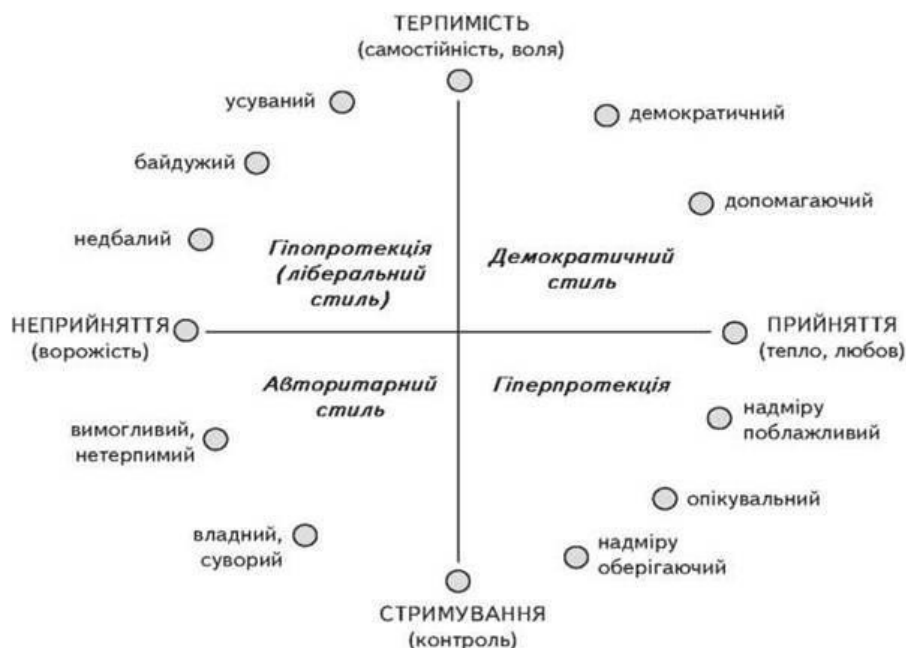 ТЕРПИМІСТЬ
(самостійність, воля)
усуваний
демократичний
байдужий
допомагаючий
недбалий
Гіпопротекція
(ліберальний
стиль)
Демократичний
стиль
НЕПРИЙНЯТТЯ
(ворожість)
ПРИЙНЯТТЯ
(тепло, любов)
Авторитарний
стиль
Гіперпротекція
вимогливий,
нетерпимий
надміру
поблажливий
опікувальний
владний,
суворий
надміру
оберігаючий
СТРИМУВАННЯ
(контроль)